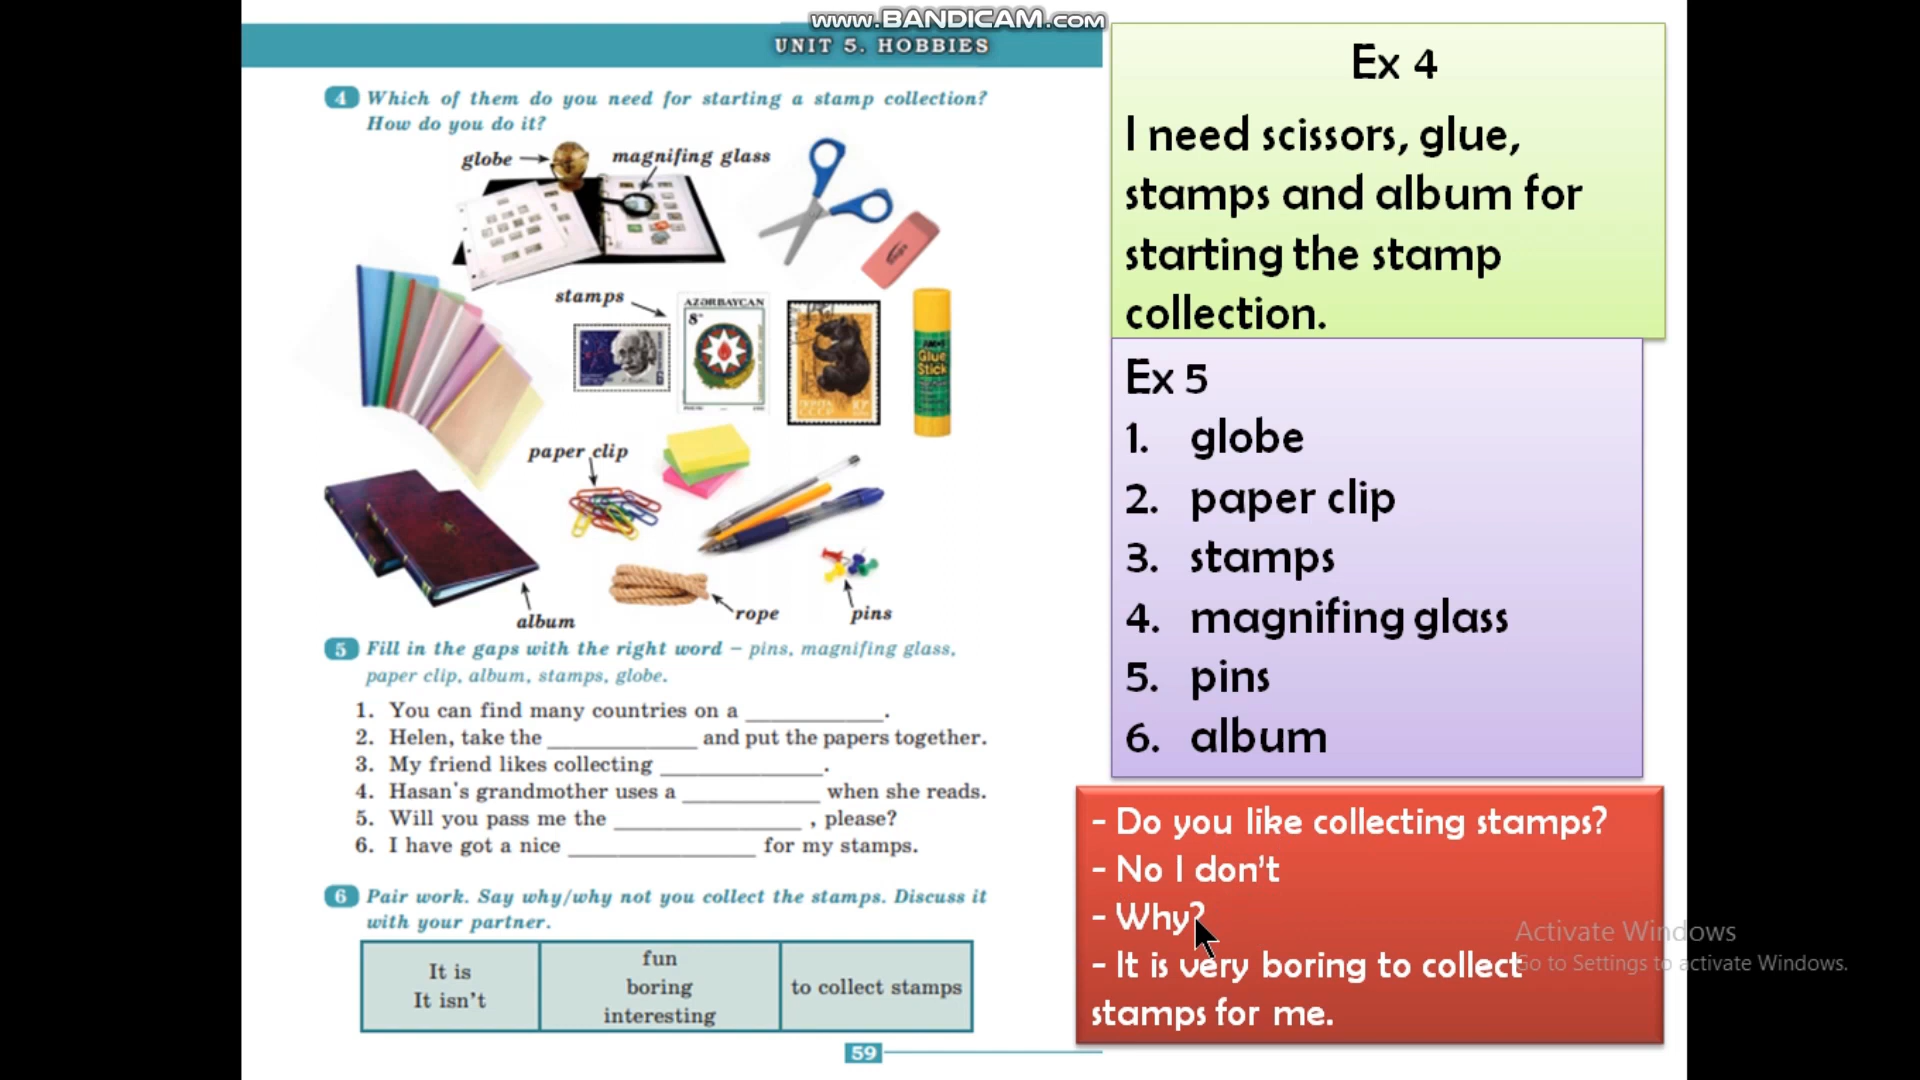 www.BANDICAM.com
UNIT 5. HOBBIES
4 Which of them do you need for starting a stamp collection?
How do you do it?
globe
magnifing glass
stamps
AZƏRBAYCAN
8
Glue
Stick
paper clip
album
rope
pins
5 Fill in the gaps with the right word – pins, magnifing glass,
paper clip, album, stamps, globe.
1. You can find many countries on a ____________.
2. Helen, take the ____________ and put the papers together.
3. My friend likes collecting ____________.
4. Hasan's grandmother uses a ____________ when she reads.
5. Will you pass me the ____________ , please?
6. I have got a nice ____________ for my stamps.
6 Pair work. Say why/why not you collect the stamps. Discuss it
with your partner.
It is
It isn't
fun
boring
interesting
to collect stamps
59
Ex 4
I need scissors, glue,
stamps and album for
starting the stamp
collection.
Ex 5
1. globe
2. paper clip
3. stamps
4. magnifing glass
5. pins
6. album
- Do you like collecting stamps?
- No I don't
- Why?
- It is very boring to collect
stamps for me.
Activate Windows
Go to Settings to activate Windows.